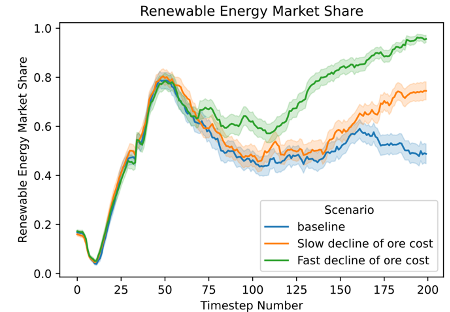 Renewable Energy Market Share
Renewable Energy Market Share
1.0
0.8
0.6
0.4
0.2
0.0
Scenario
baseline
Slow decline of ore cost
Fast decline of ore cost
0 25 50 75 100 125 150 175 200
Timestep Number